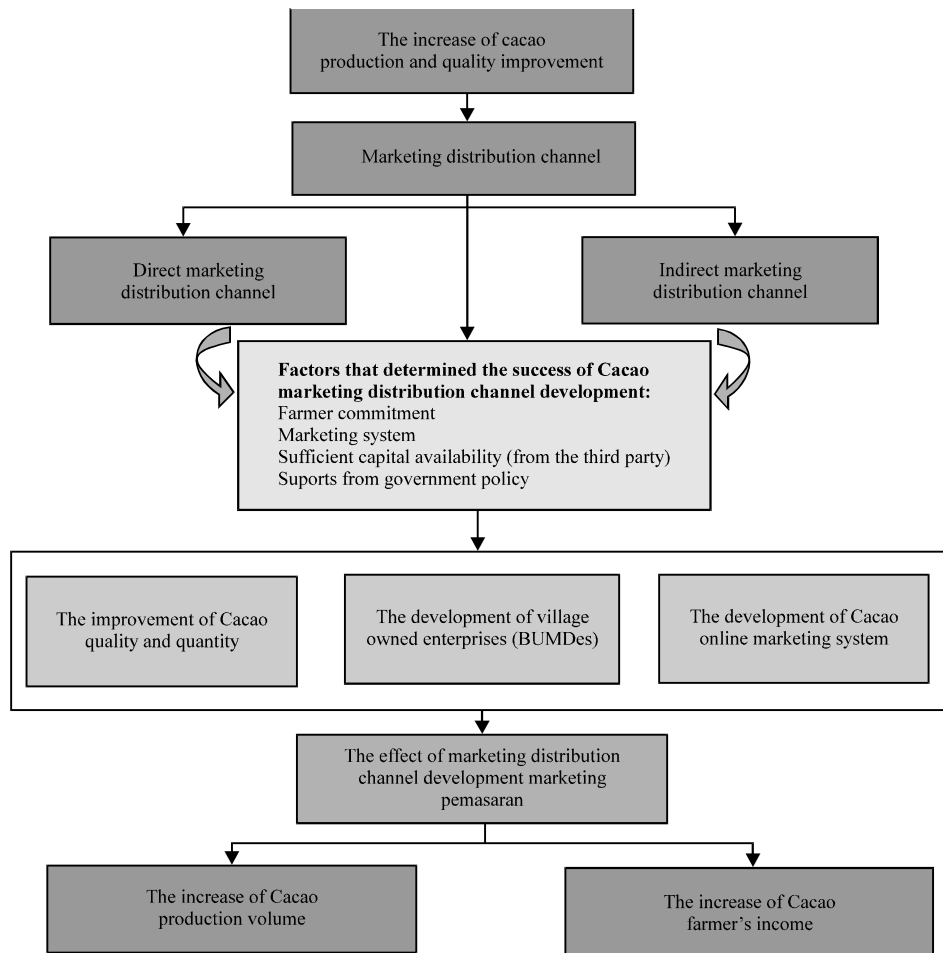 The increase of cacao
production and quality improvement
Marketing distribution channel
Direct marketing
distribution channel
Indirect marketing
distribution channel
Factors that determined the success of Cacao
marketing distribution channel development:
Farmer commitment
Marketing system
Sufficient capital availability (from the third party)
Suports from government policy
The improvement of Cacao
quality and quantity
The development of village
owned enterprises (BUMDes)
The development of Cacao
online marketing system
The effect of marketing distribution
channel development marketing
pemasaran
The increase of Cacao
production volume
The increase of Cacao
farmer’s income